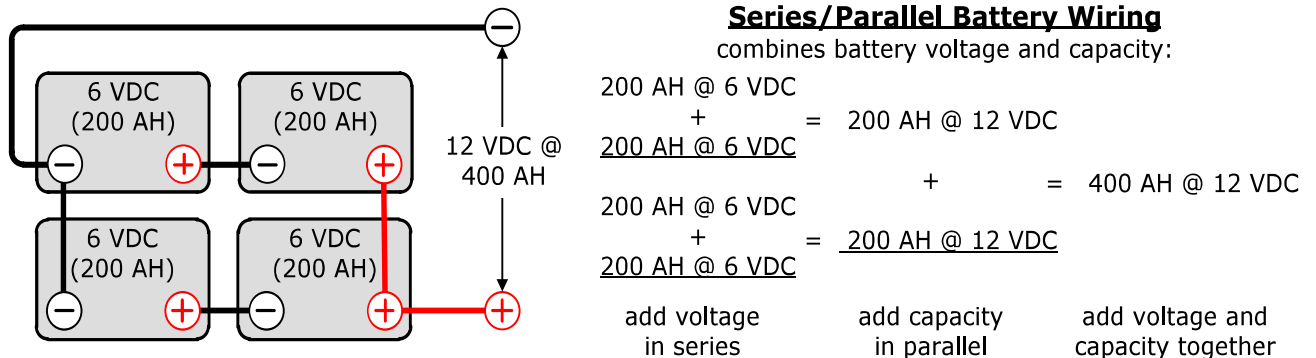 6 VDC
(200 AH)
6 VDC
(200 AH)
6 VDC
(200 AH)
6 VDC
(200 AH)
12 VDC @
400 AH
Series/Parallel Battery Wiring
combines battery voltage and capacity:
200 AH @ 6 VDC
+
200 AH @ 6 VDC
= 200 AH @ 12 VDC
+
200 AH @ 6 VDC
+
200 AH @ 6 VDC
= 200 AH @ 12 VDC
= 400 AH @ 12 VDC
add voltage
in series
add capacity
in parallel
add voltage and
capacity together